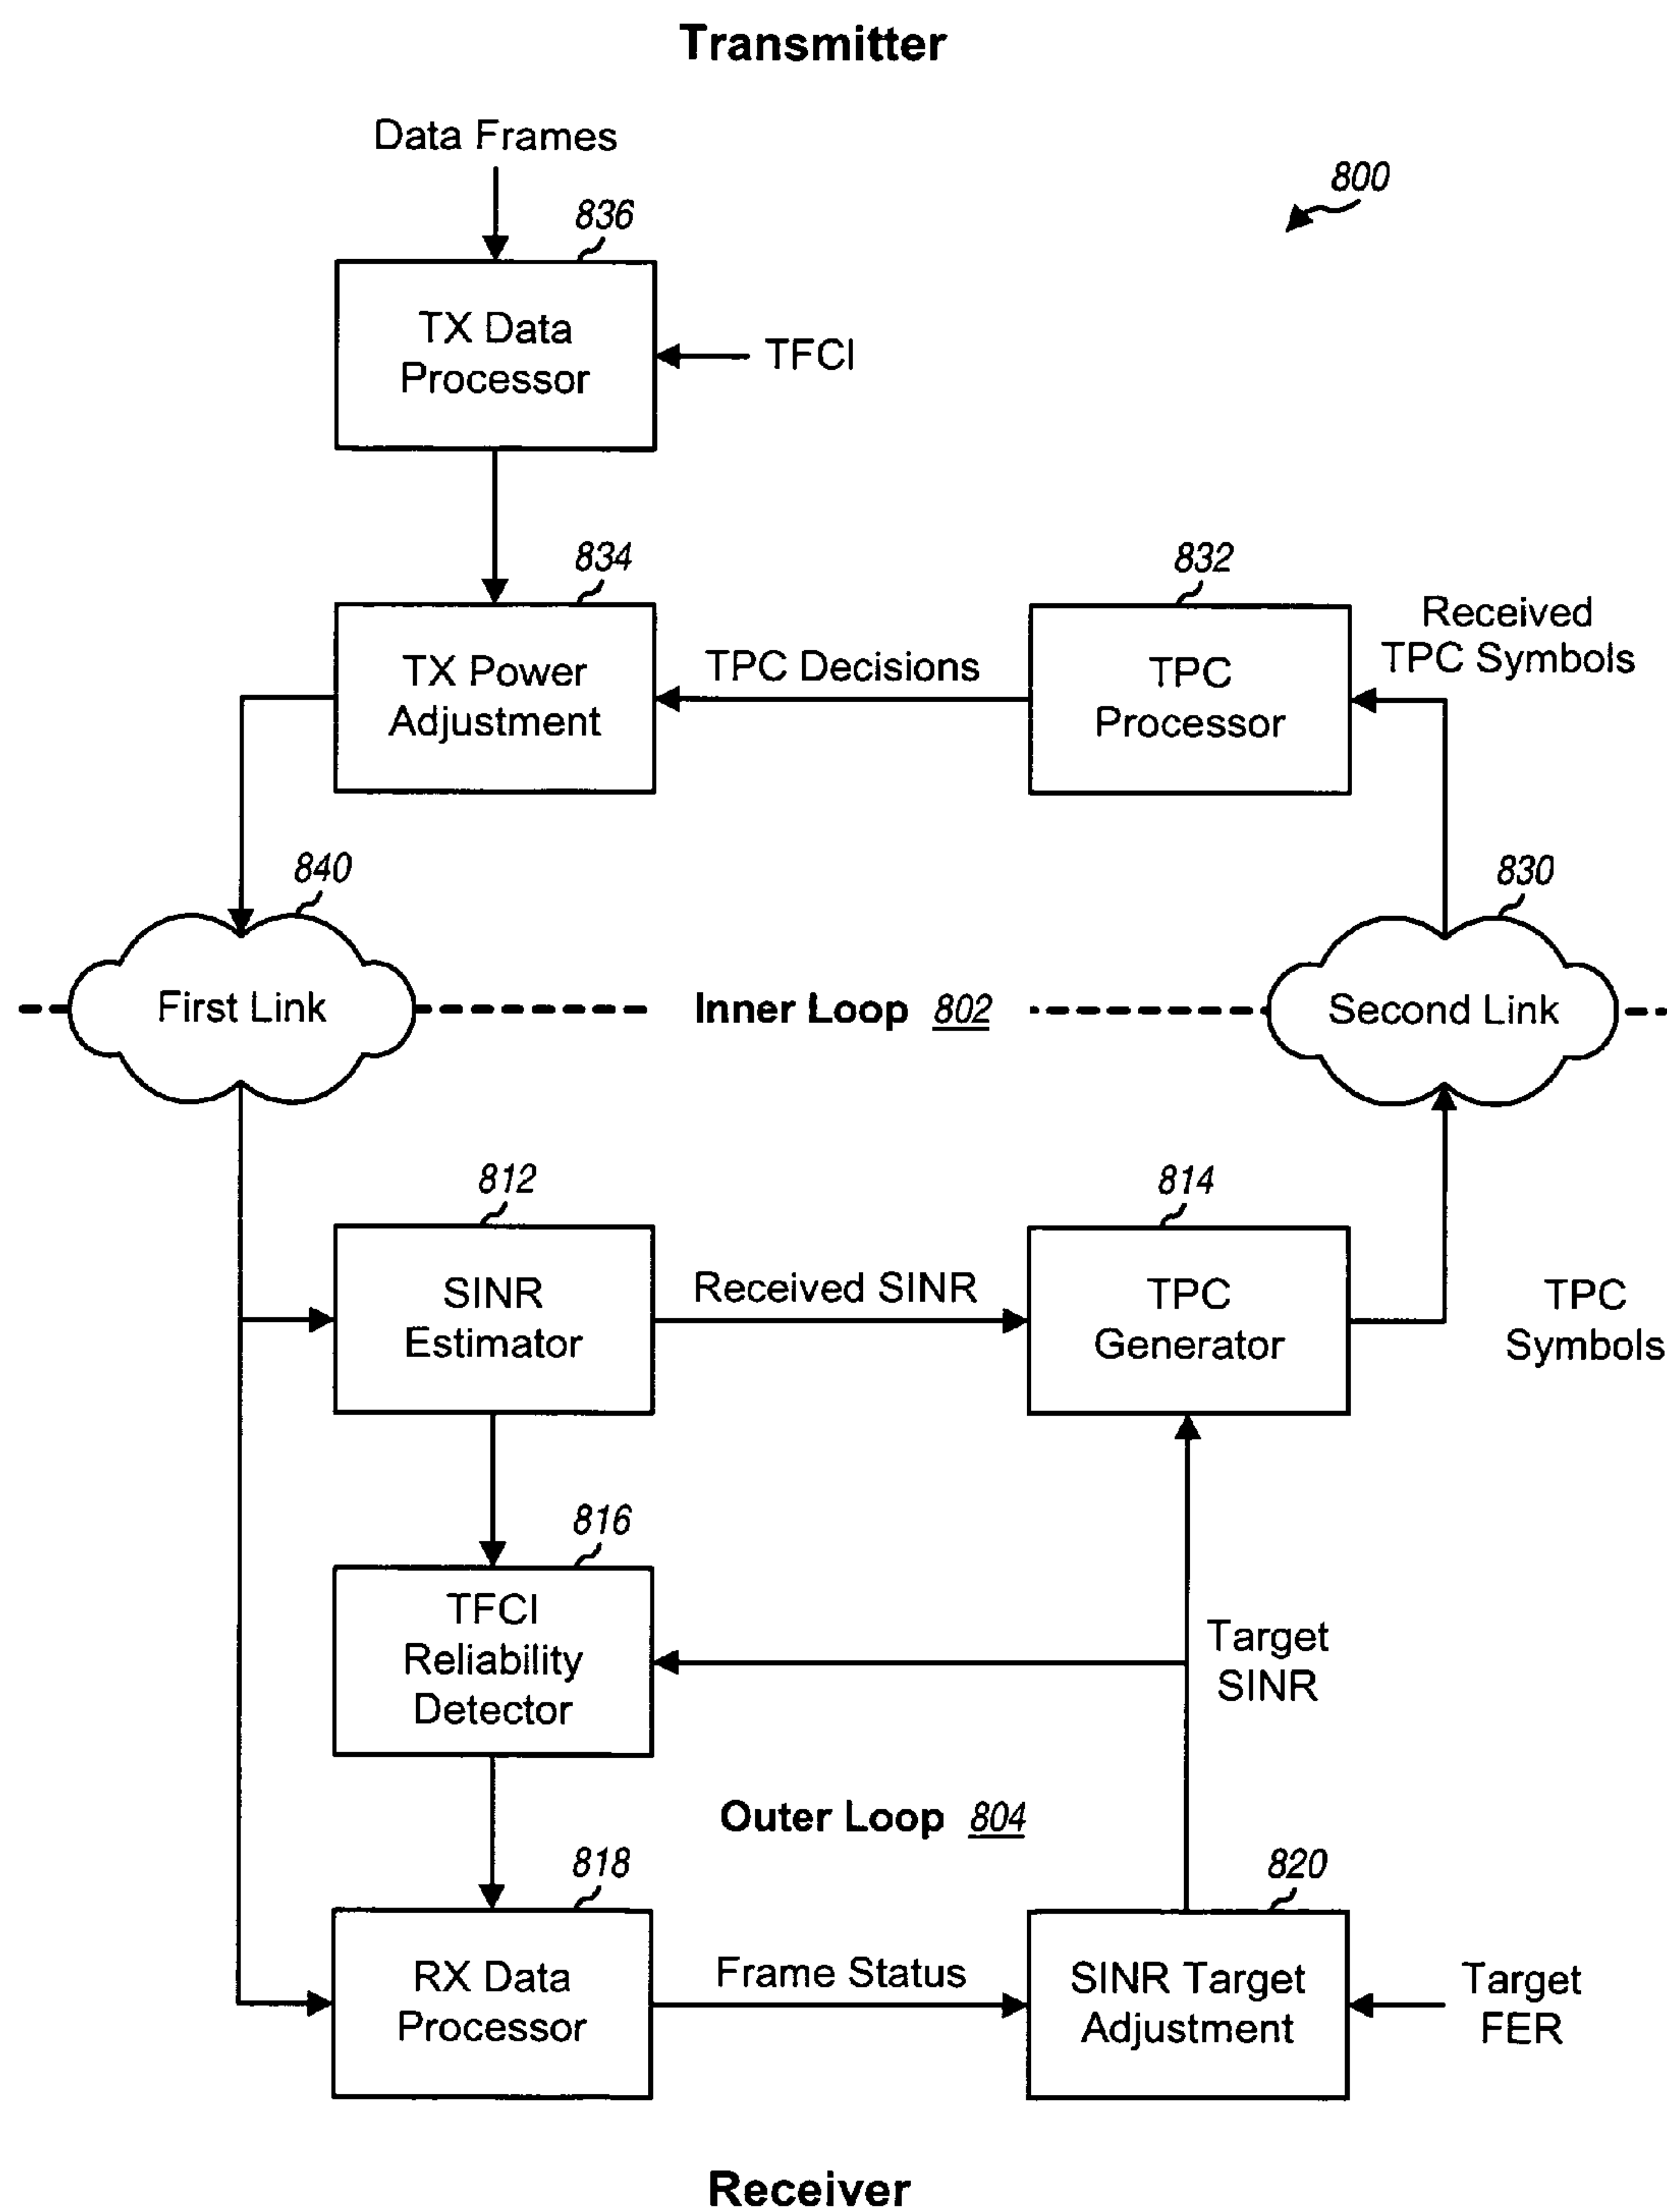 Transmitter
Data Frames
800
836
TX Data
Processor
TFCI
834
TX Power
Adjustment
TPC Decisions
832
TPC
Processor
Received
TPC Symbols
840
First Link
Inner Loop 802
830
Second Link
812
SINR
Estimator
Received SINR
814
TPC
Generator
TPC
Symbols
816
TFCI
Reliability
Detector
Target
SINR
Outer Loop 804
818
RX Data
Processor
Frame Status
820
SINR Target
Adjustment
Target
FER
Receiver